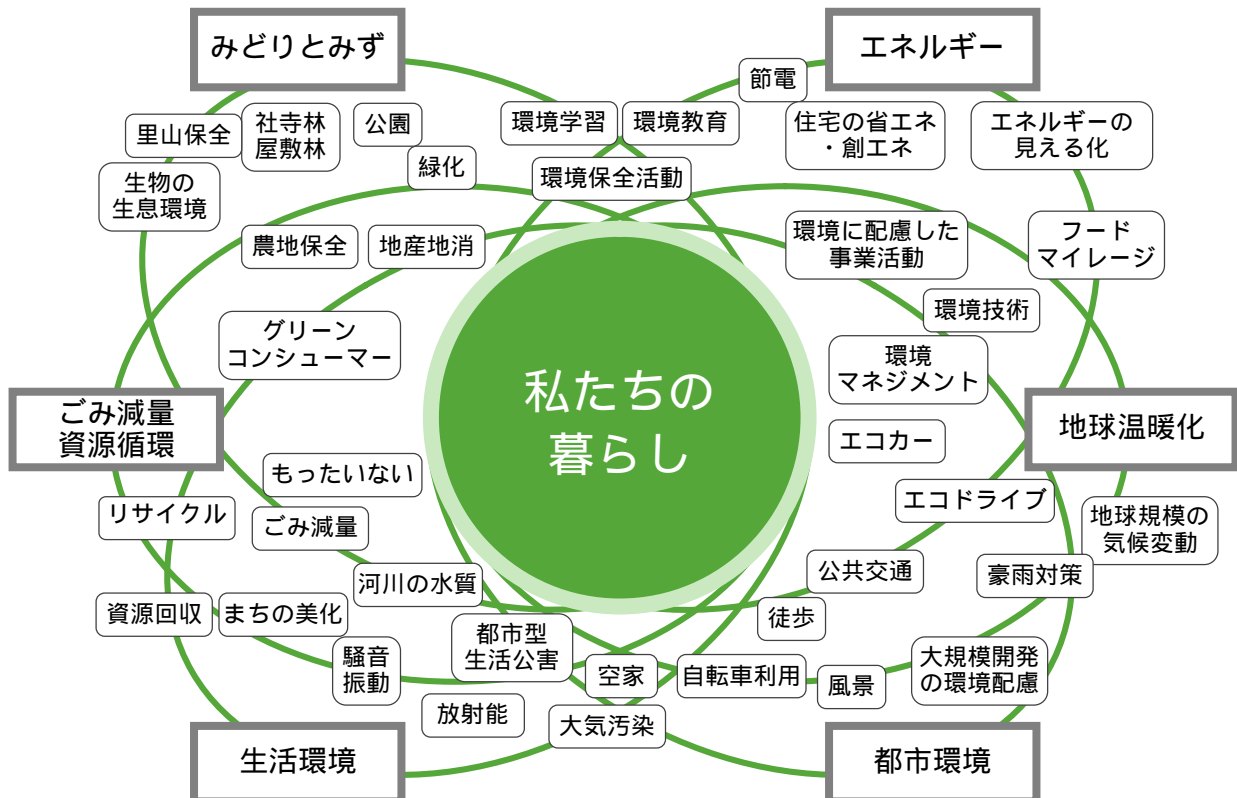 みどりとみず
エネルギー
節電
里山保全
社寺林
屋敷林
公園
環境学習
環境教育
住宅の省エネ
・創エネ
エネルギーの
見える化
緑化
環境保全活動
生物の
生息環境
農地保全
地産地消
環境に配慮した
事業活動
フード
マイレージ
環境技術
グリーン
コンシューマー
環境
マネジメント
私たちの
暮らし
ごみ減量
資源循環
地球温暖化
エコカー
もったいない
エコドライブ
リサイクル
ごみ減量
地球規模の
気候変動
河川の水質
公共交通
豪雨対策
資源回収
まちの美化
徒歩
都市型
生活公害
騒音
振動
空家
自転車利用
風景
大規模開発
の環境配慮
放射能
大気汚染
生活環境
都市環境